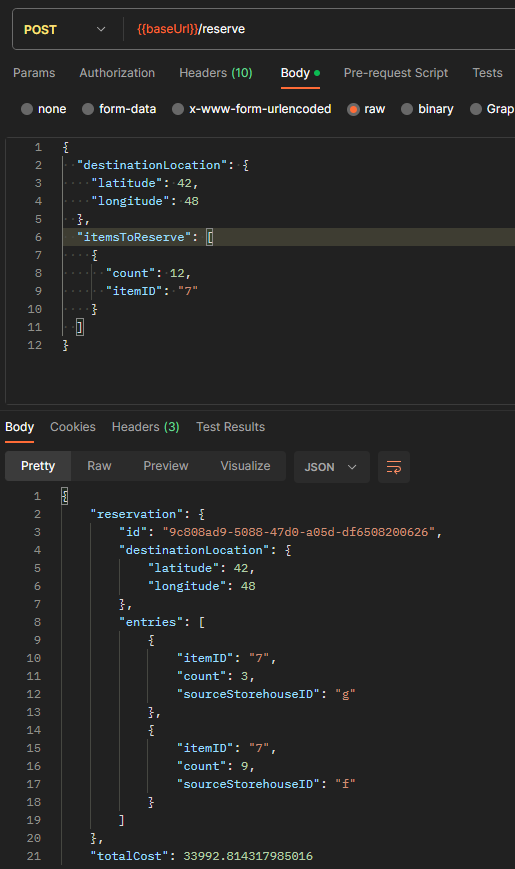 POST {{baseUrl}}/reserve
Params Authorization Headers (10) Body Pre-request Script Tests
none form-data x-www-form-urlencoded raw binary Grap
1 {
2 "destinationLocation": {
3 "latitude": 42,
4 "longitude": 48
5 },
6 "itemsToReserve": [
7 {
8 "count": 12,
9 "itemID": "7"
10 }
11 ]
12 }
Body Cookies Headers (3) Test Results
Pretty Raw Preview Visualize JSON
1 {
2 "reservation": {
3 "id": "9c808ad9-5088-47d0-a05d-df6508200626",
4 "destinationLocation": {
5 "latitude": 42,
6 "longitude": 48
7 },
8 "entries": [
9 {
10 "itemID": "7",
11 "count": 3,
12 "sourceStorehouseID": "g"
13 },
14 {
15 "itemID": "7",
16 "count": 9,
17 "sourceStorehouseID": "f"
18 }
19 ]
20 },
21 "totalCost": 33992.814317985016